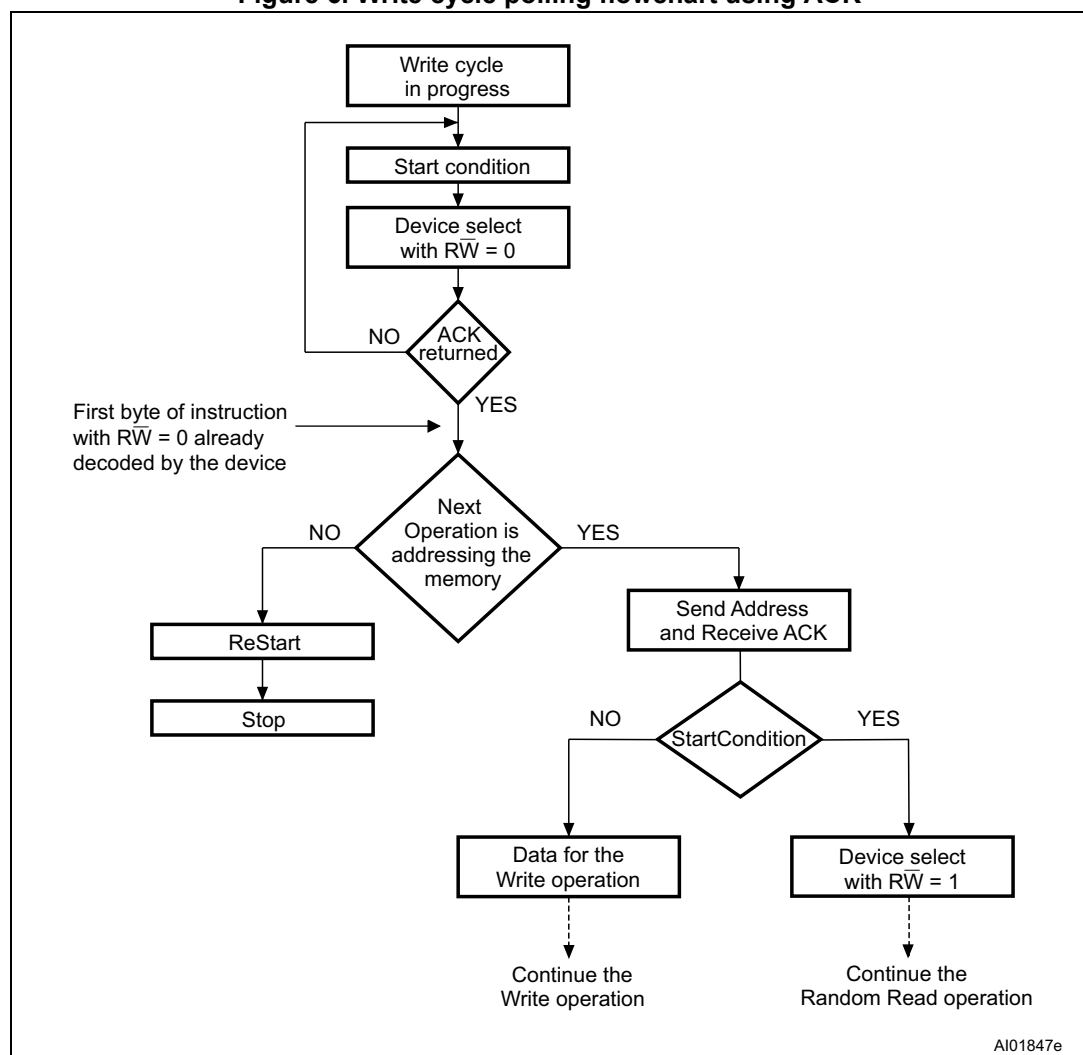 Write cycle
in progress
Start condition
Device select
with RW̅ = 0
NO
ACK
returned
YES
First byte of instruction
with RW̅ = 0 already
decoded by the device
Next
Operation is
addressing the
memory
NO
YES
Send Address
and Receive ACK
ReStart
Stop
NO
StartCondition
YES
Data for the
Write operation
Device select
with RW̅ = 1
Continue the
Write operation
Continue the
Random Read operation
AI01847e